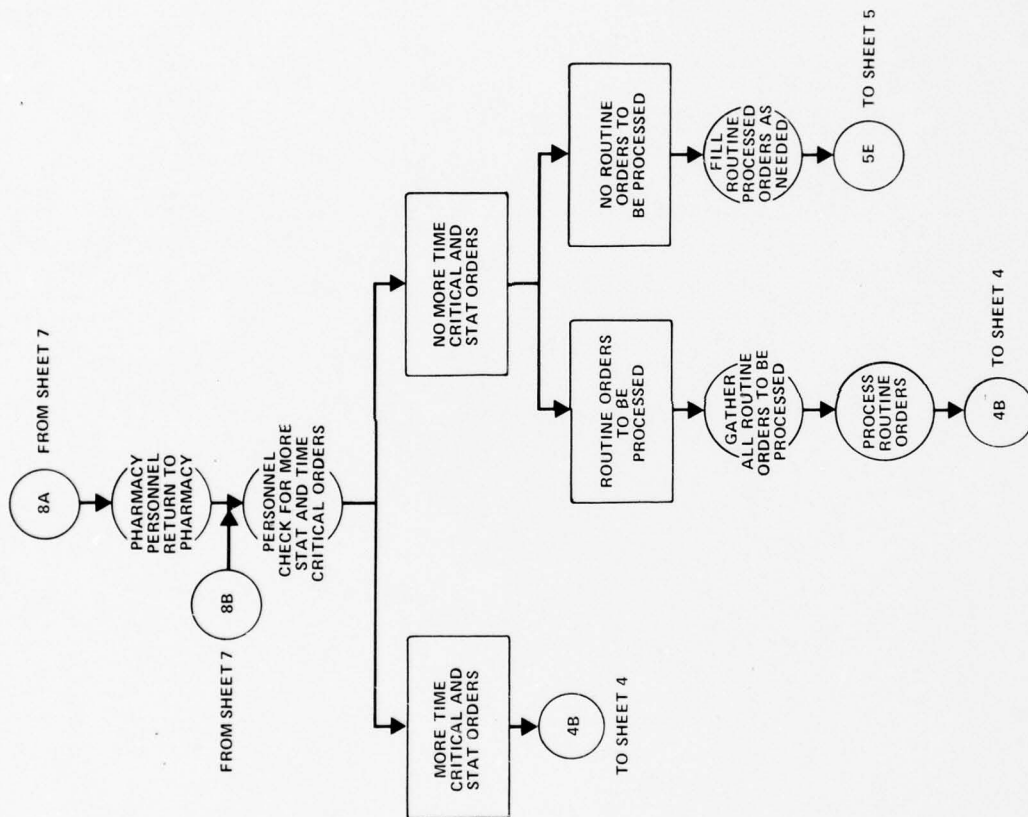 8A
FROM SHEET 7
PHARMACY
PERSONNEL
RETURN TO
PHARMACY
8B
FROM SHEET 7
PERSONNEL
CHECK FOR MORE
STAT AND TIME
CRITICAL ORDERS
MORE TIME
CRITICAL AND
STAT ORDERS
4B
TO SHEET 4
NO MORE TIME
CRITICAL AND
STAT ORDERS
ROUTINE ORDERS
TO BE
PROCESSED
GATHER
ALL ROUTINE
ORDERS TO BE
PROCESSED
PROCESS
ROUTINE
ORDERS
4B
TO SHEET 4
NO ROUTINE
ORDERS TO
BE PROCESSED
FILL
ROUTINE
PROCESSED
ORDERS AS
NEEDED
5E
TO SHEET 5